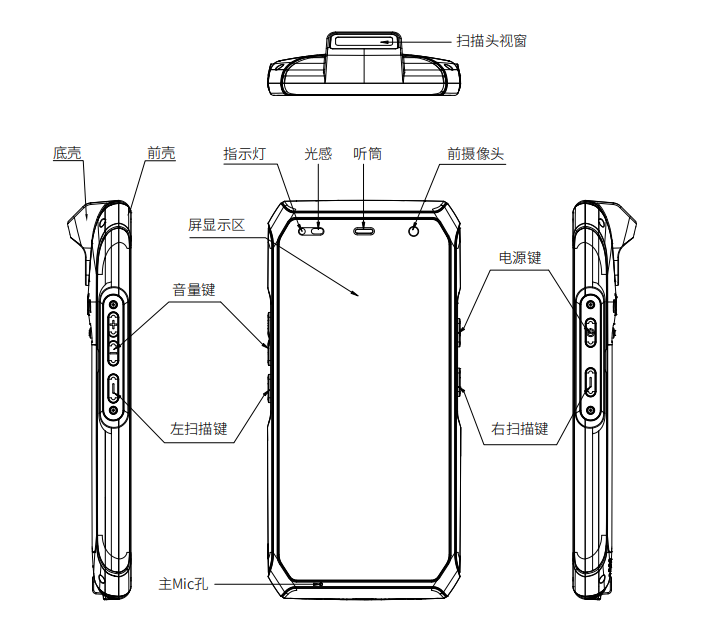 扫描头视窗
底壳
前壳
指示灯
光感
听筒
前摄像头
屏显示区
电源键
音量键
左扫描键
右扫描键
主Mic孔